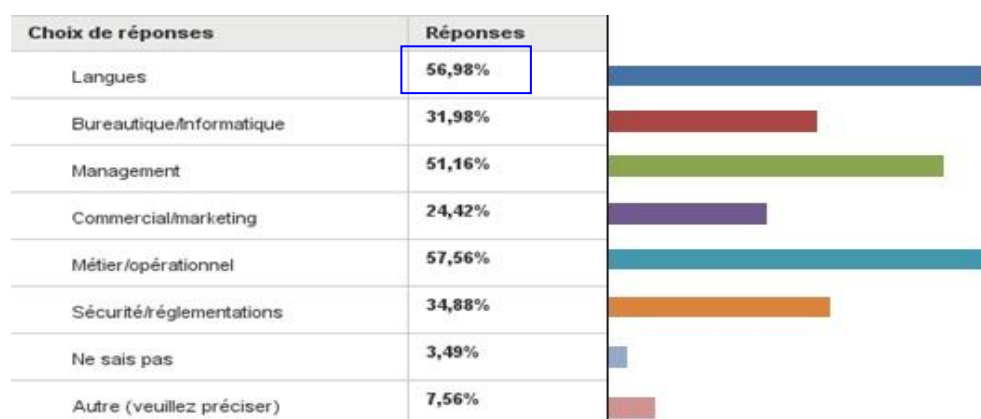 Choix de réponses Réponses
Langues 56,98%
Bureautique/Informatique 31,98%
Management 51,16%
Commercial/marketing 24,42%
Métier/opérationnel 57,56%
Sécurité/réglementations 34,88%
Ne sais pas 3,49%
Autre (veuillez préciser) 7,56%